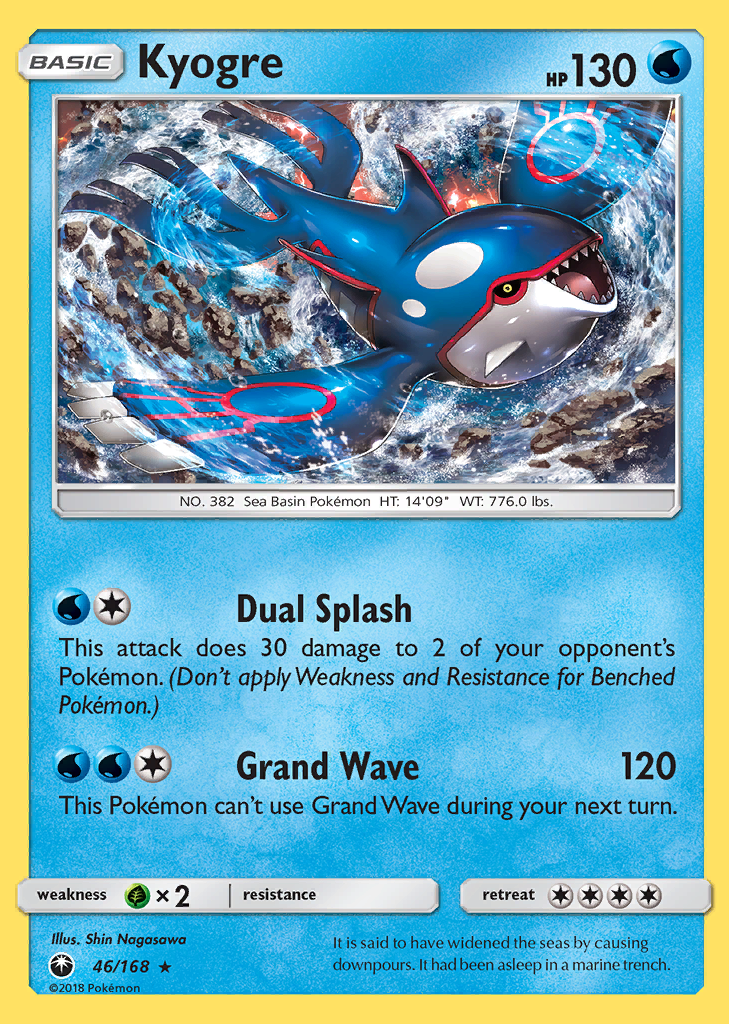 BASIC Kyogre HP 130
NO. 382 Sea Basin Pokémon HT: 14'09" WT: 776.0 lbs.
Dual Splash
This attack does 30 damage to 2 of your opponent's
Pokémon. (Don't apply Weakness and Resistance for Benched
Pokémon.)
Grand Wave 120
This Pokémon can't use Grand Wave during your next turn.
weakness × 2 resistance retreat
Illus. Shin Nagasawa
46/168
©2018 Pokémon
It is said to have widened the seas by causing
downpours. It had been asleep in a marine trench.